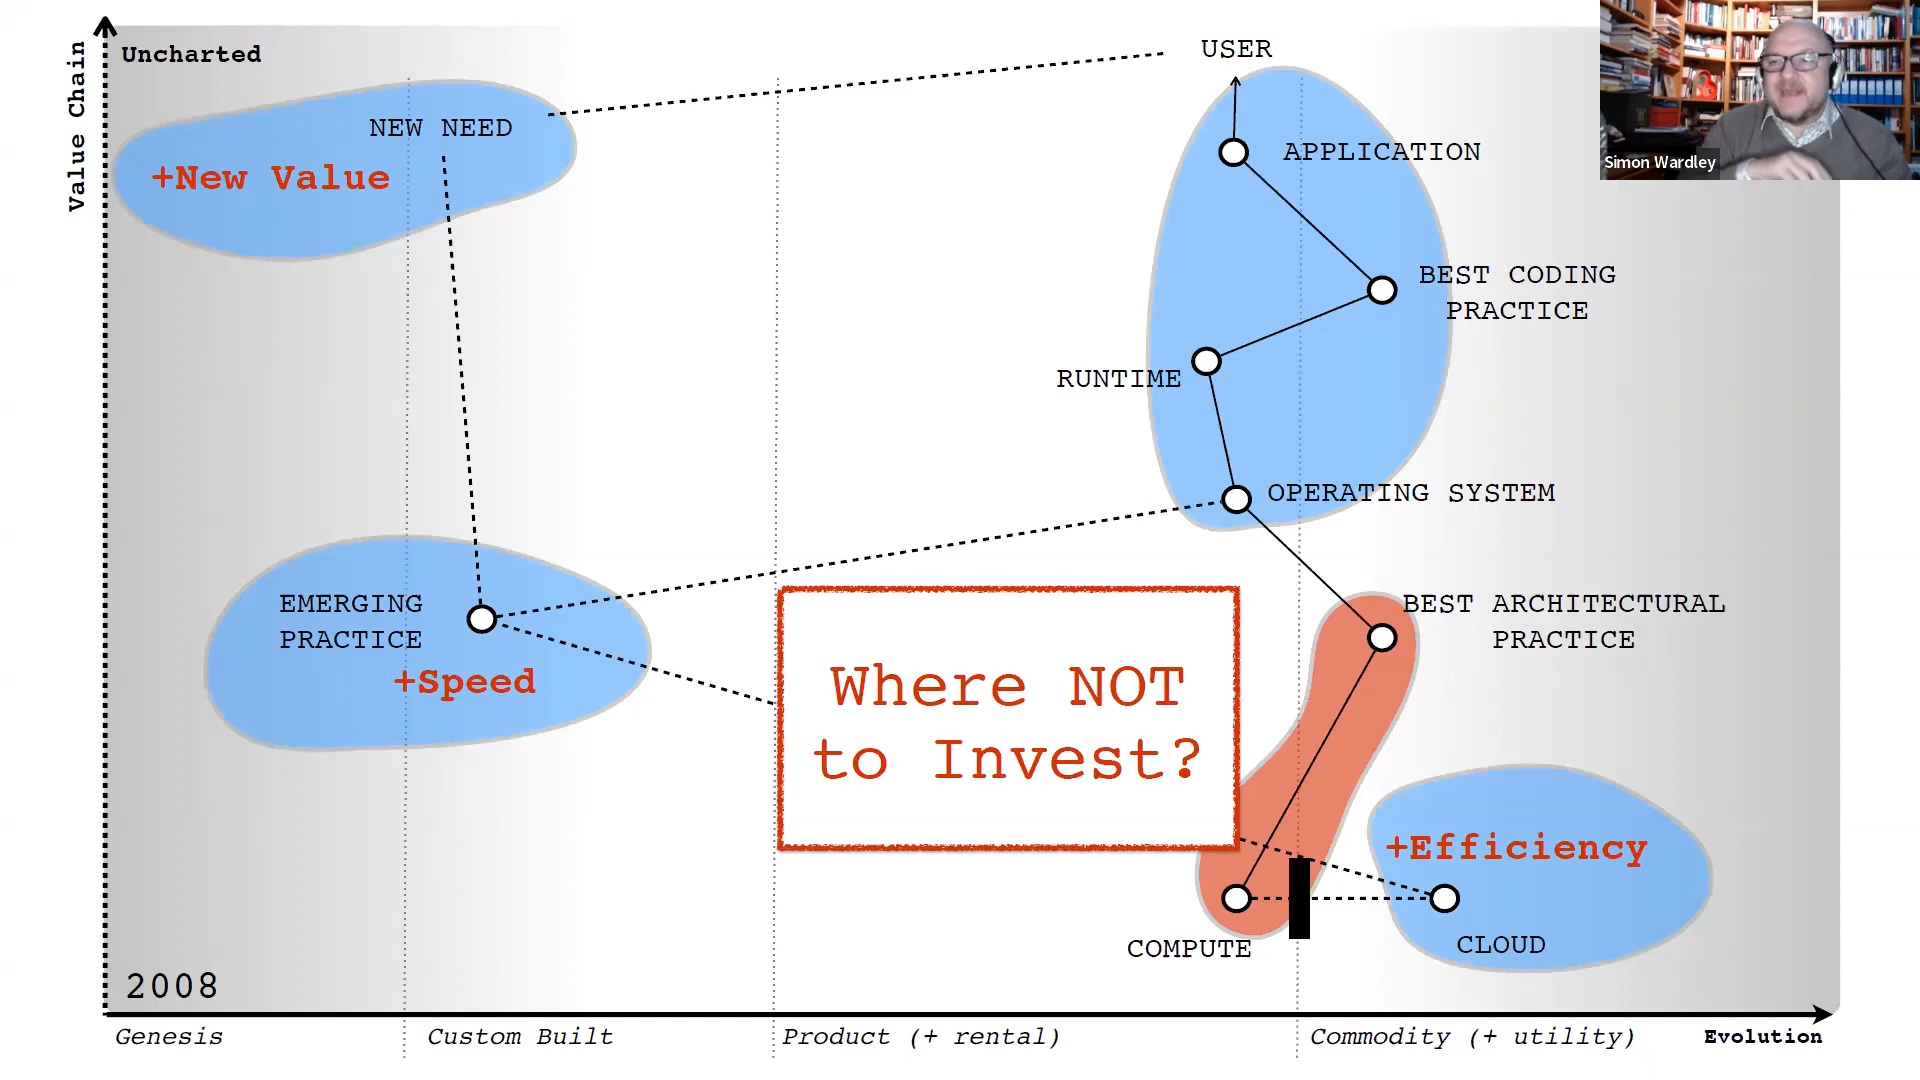 Value Chain
Uncharted
USER
NEW NEED
+New Value
APPLICATION
Simon Wardley
BEST CODING
PRACTICE
RUNTIME
OPERATING SYSTEM
EMERGING
PRACTICE
+Speed
BEST ARCHITECTURAL
PRACTICE
Where NOT
to Invest?
+Efficiency
COMPUTE
CLOUD
2008
Genesis
Custom Built
Product (+ rental)
Commodity (+ utility)
Evolution